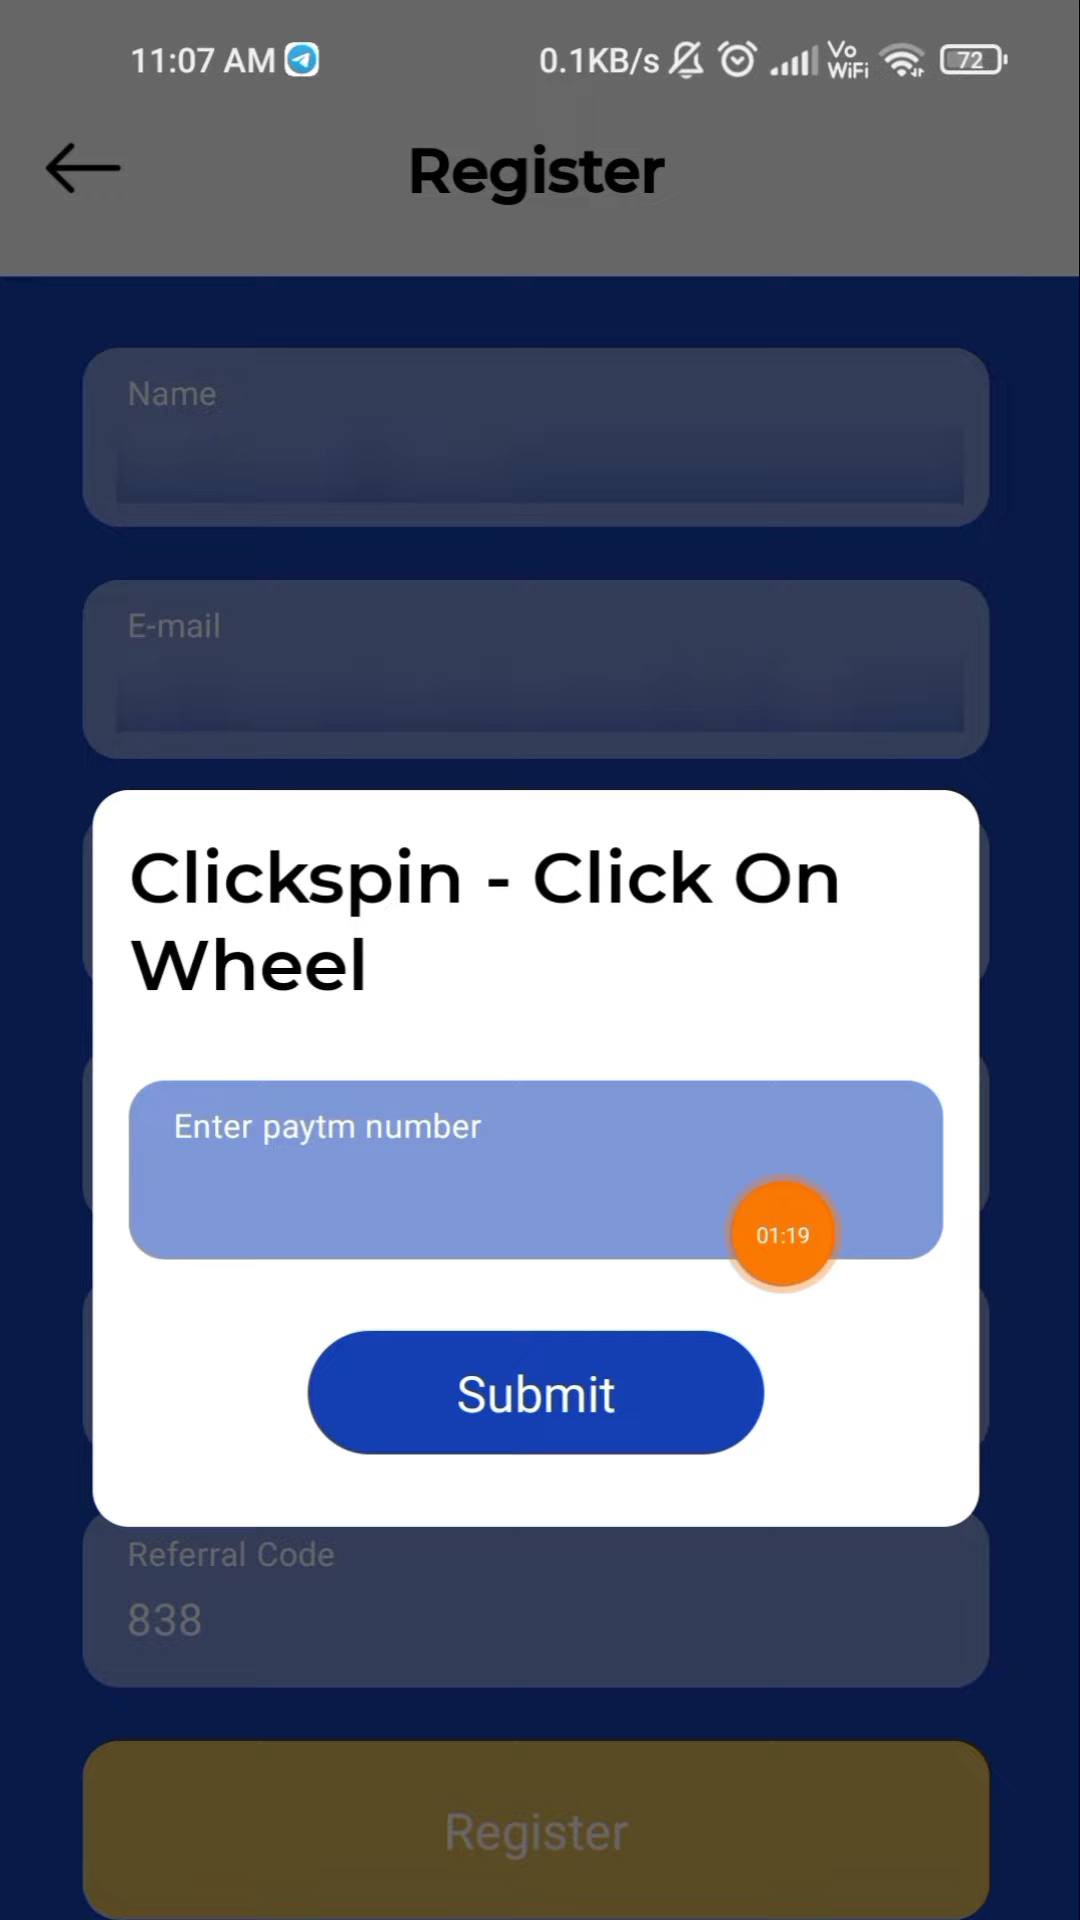 11:07 AM
0.1KB/s
Vo
WiFi
72
Register
Name
E-mail
Clickspin - Click On
Wheel
Enter paytm number
01:19
Submit
Referral Code
838
Register